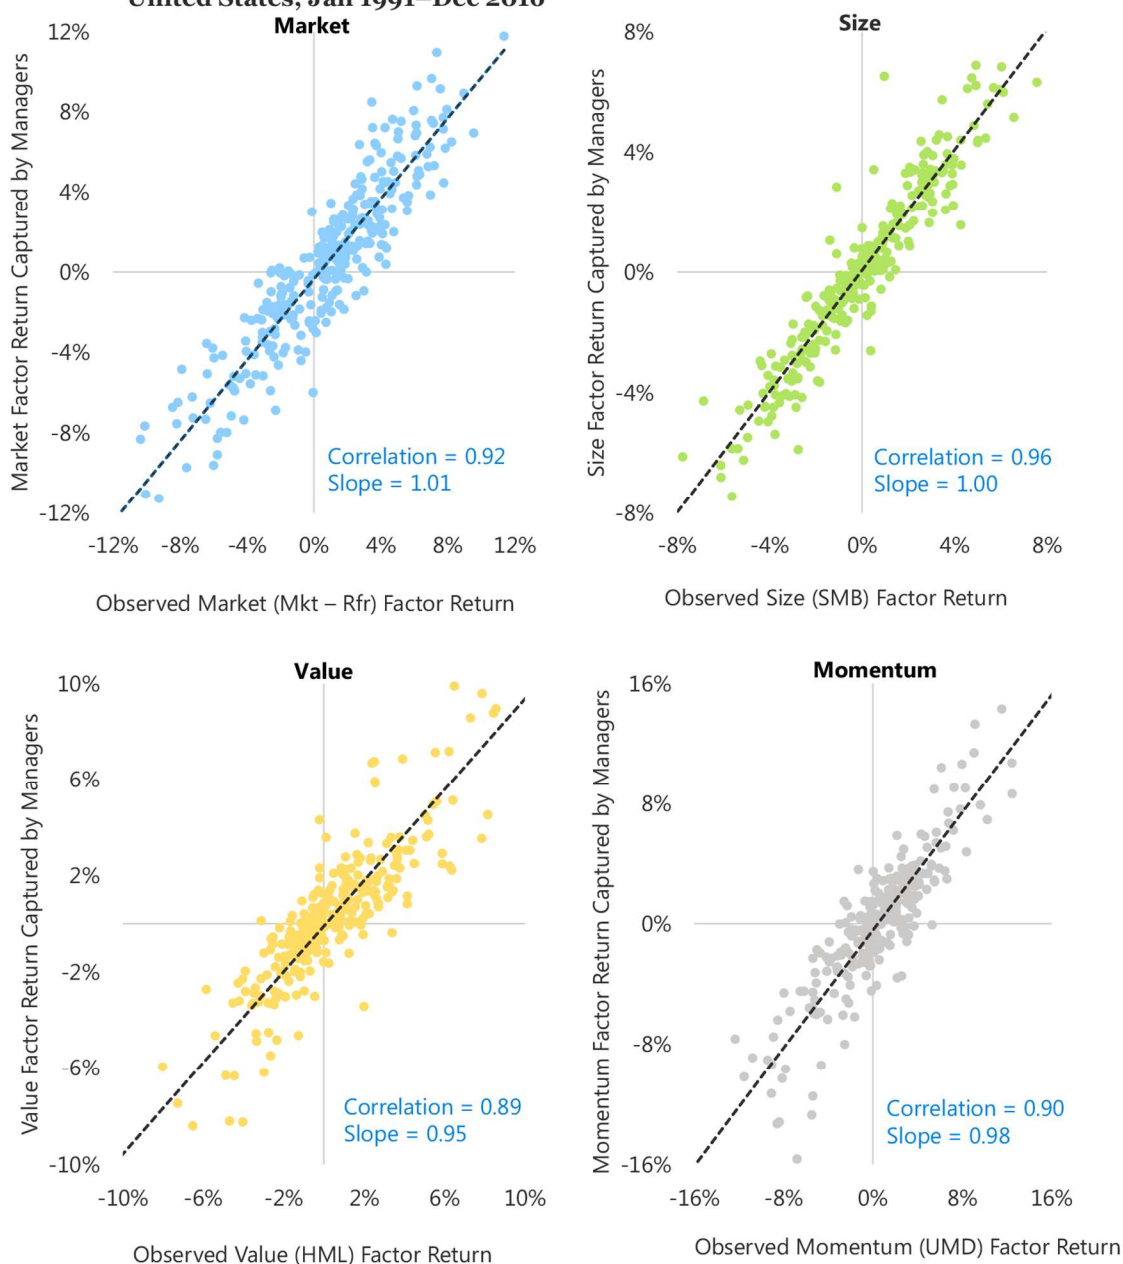 United States, Jan 1991–Dec 2016
Market
12%
8%
4%
0%
-4%
-8%
-12%
Market Factor Return Captured by Managers
Correlation = 0.92
Slope = 1.01
-12% -8% -4% 0% 4% 8% 12%
Observed Market (Mkt – Rfr) Factor Return
Size
8%
4%
0%
-4%
-8%
Size Factor Return Captured by Managers
Correlation = 0.96
Slope = 1.00
-8% -4% 0% 4% 8%
Observed Size (SMB) Factor Return
Value
10%
6%
2%
-2%
-6%
-10%
Value Factor Return Captured by Managers
Correlation = 0.89
Slope = 0.95
-10% -6% -2% 2% 6% 10%
Observed Value (HML) Factor Return
Momentum
16%
8%
0%
-8%
-16%
Momentum Factor Return Captured by Managers
Correlation = 0.90
Slope = 0.98
-16% -8% 0% 8% 16%
Observed Momentum (UMD) Factor Return